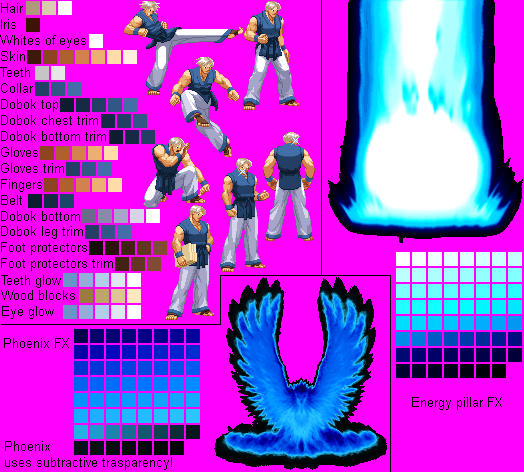 Hair
Iris
Whites of eyes
Skin
Teeth
Collar
Dobok top
Dobok chest trim
Dobok bottom trim
Gloves
Gloves trim
Fingers
Belt
Dobok bottom
Dobok leg trim
Foot protectors
Foot protectors trim
Teeth glow
Wood blocks
Eye glow
Phoenix FX
Phoenix
uses subtractive trasparency!
Energy pillar FX